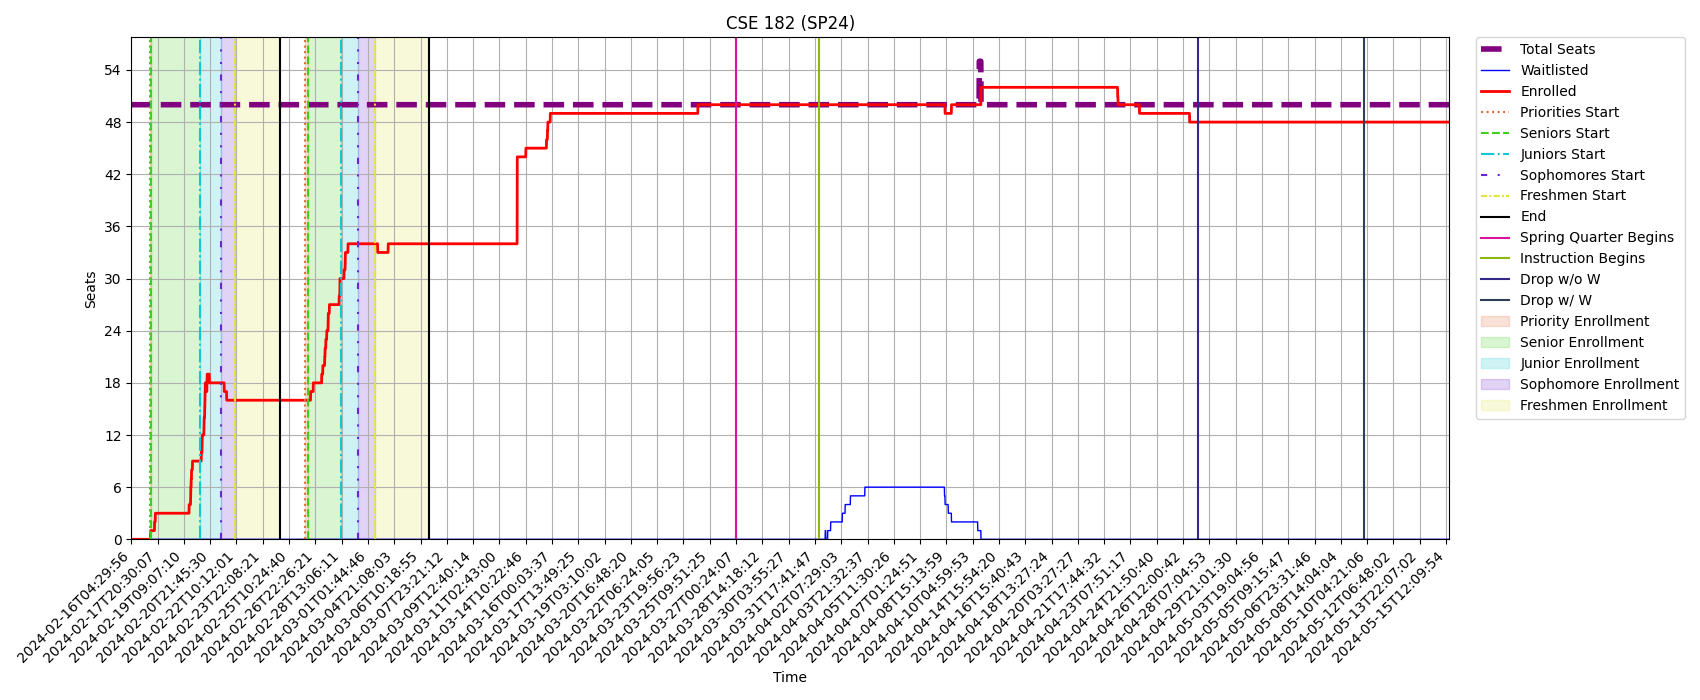 CSE 182 (SP24)
Seats
54
48
42
36
30
24
18
12
6
0
2024-02-16T04:29:56
2024-02-17T20:30:07
2024-02-19T09:07:10
2024-02-20T21:45:30
2024-02-22T10:12:01
2024-02-23T22:08:21
2024-02-25T10:24:40
2024-02-26T22:26:21
2024-02-28T13:06:11
2024-03-01T01:44:46
2024-03-04T21:08:03
2024-03-06T10:18:55
2024-03-07T23:21:12
2024-03-09T12:40:14
2024-03-11T02:43:00
2024-03-14T10:22:46
2024-03-16T00:03:37
2024-03-17T13:49:25
2024-03-19T03:10:02
2024-03-20T16:48:20
2024-03-22T06:24:05
2024-03-23T19:56:23
2024-03-25T09:51:25
2024-03-27T00:24:07
2024-03-28T14:18:12
2024-03-30T03:55:27
2024-03-31T17:41:47
2024-04-02T07:29:03
2024-04-03T21:32:37
2024-04-05T11:30:26
2024-04-07T01:24:51
2024-04-08T15:13:59
2024-04-10T04:59:53
2024-04-14T15:54:20
2024-04-16T15:40:43
2024-04-18T13:27:24
2024-04-20T03:27:27
2024-04-21T17:44:32
2024-04-23T07:51:17
2024-04-24T21:50:40
2024-04-26T12:00:42
2024-04-28T07:04:53
2024-04-29T21:01:30
2024-05-03T19:04:56
2024-05-05T09:15:47
2024-05-06T23:31:46
2024-05-08T14:04:04
2024-05-10T04:21:06
2024-05-12T06:48:02
2024-05-13T22:07:02
2024-05-15T12:09:54
Time
Total Seats
Waitlisted
Enrolled
Priorities Start
Seniors Start
Juniors Start
Sophomores Start
Freshmen Start
End
Spring Quarter Begins
Instruction Begins
Drop w/o W
Drop w/ W
Priority Enrollment
Senior Enrollment
Junior Enrollment
Sophomore Enrollment
Freshmen Enrollment